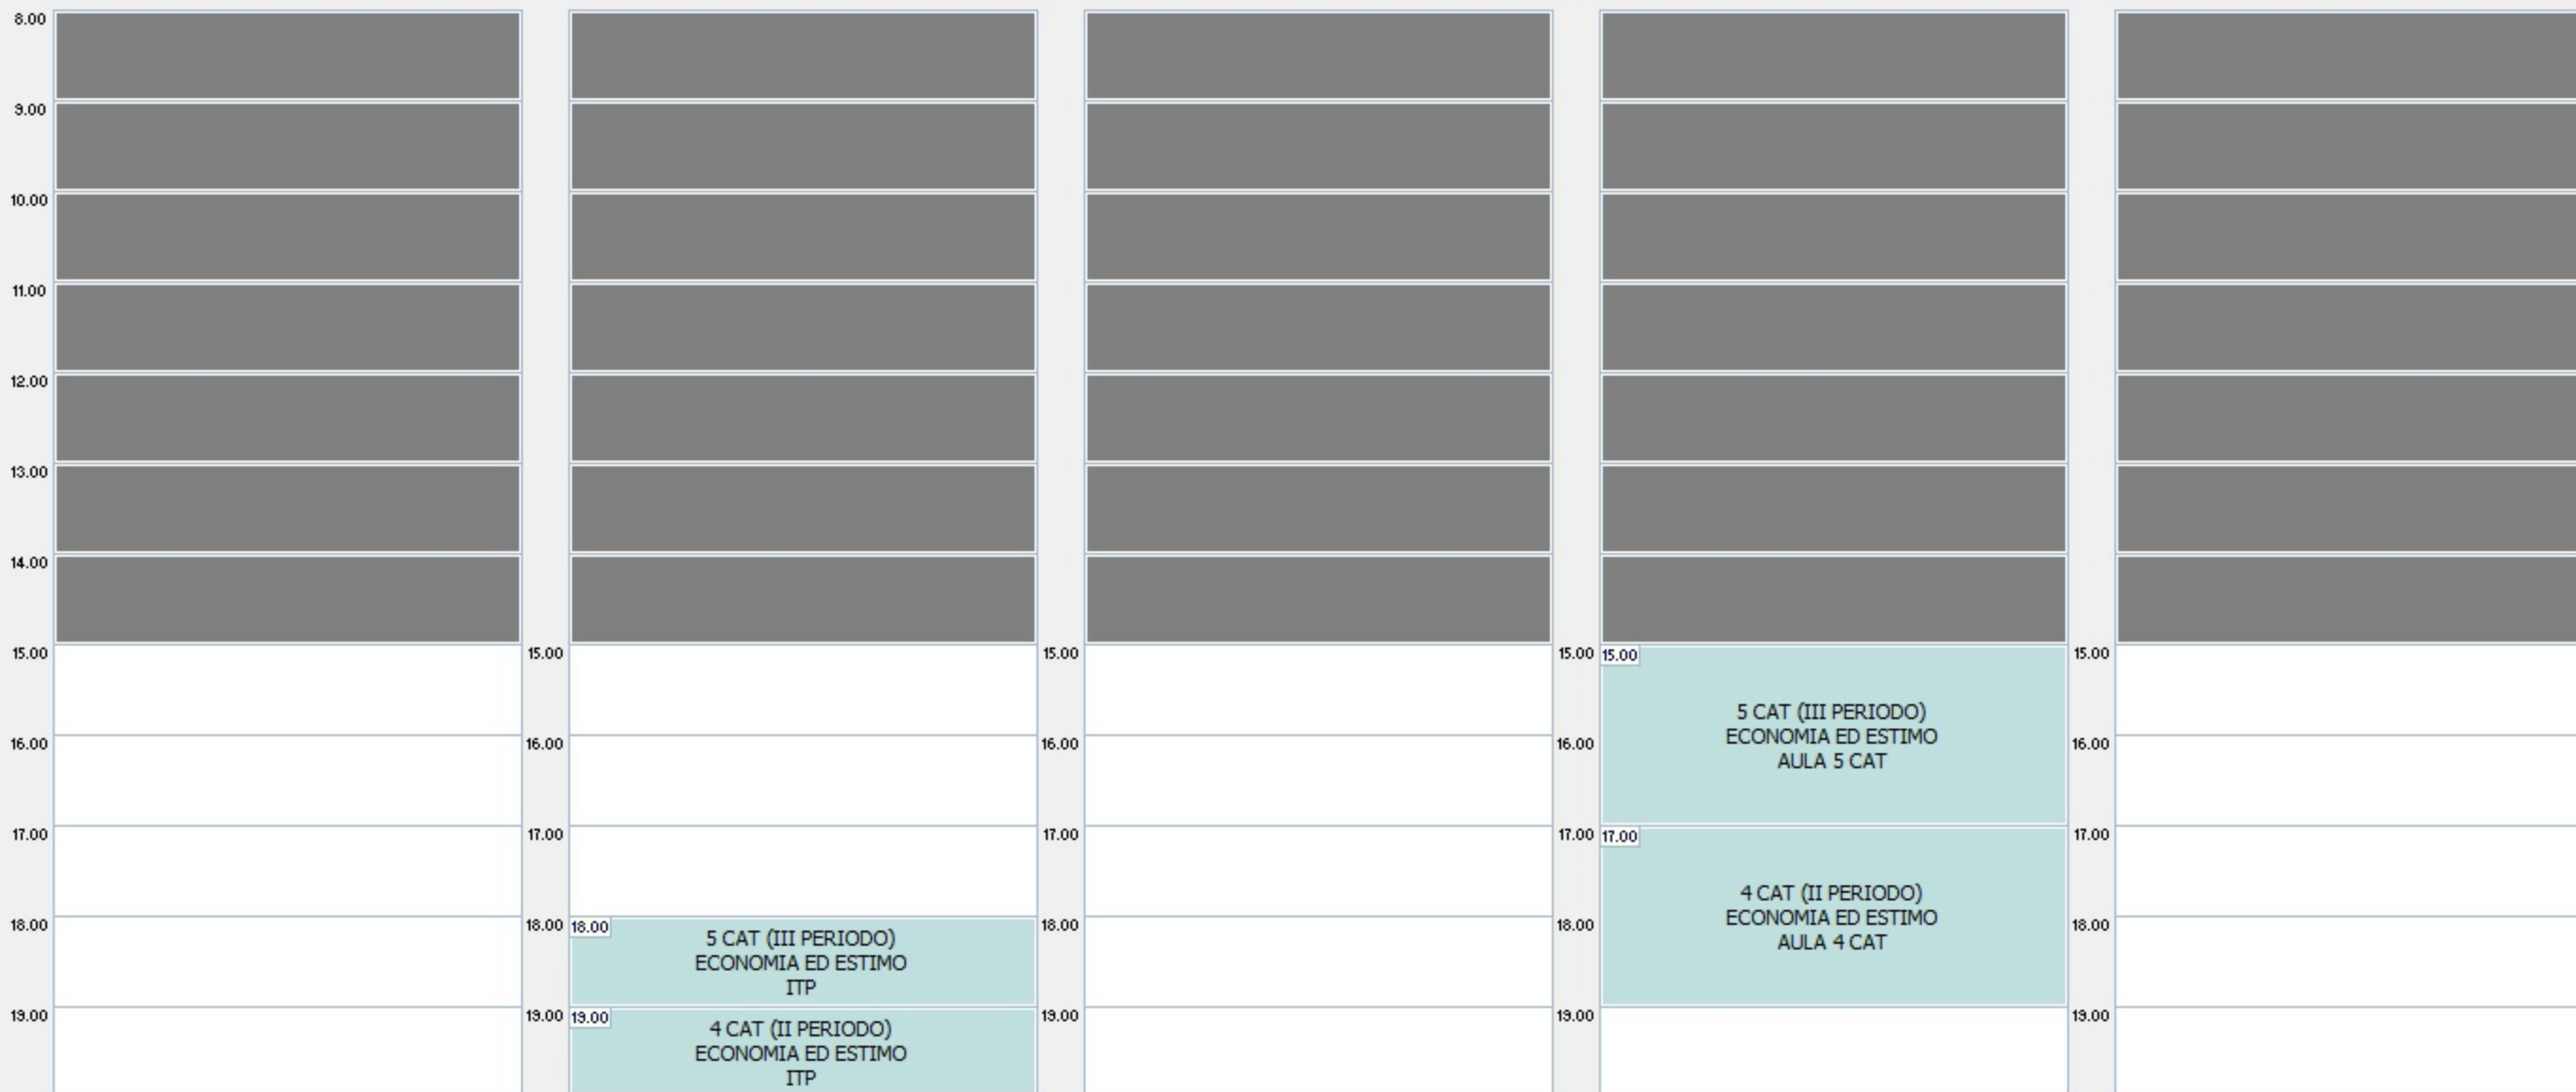 8.00
9.00
10.00
11.00
12.00
13.00
14.00
15.00 15.00 15.00 15.00 15.00 15.00
5 CAT (III PERIODO)
ECONOMIA ED ESTIMO
AULA 5 CAT
16.00 16.00 16.00 16.00 16.00
17.00 17.00 17.00 17.00 17.00 17.00
4 CAT (II PERIODO)
ECONOMIA ED ESTIMO
AULA 4 CAT
18.00 18.00 18.00 18.00 18.00 18.00
5 CAT (III PERIODO)
ECONOMIA ED ESTIMO
ITP
19.00 19.00 19.00 19.00 19.00 19.00
4 CAT (II PERIODO)
ECONOMIA ED ESTIMO
ITP